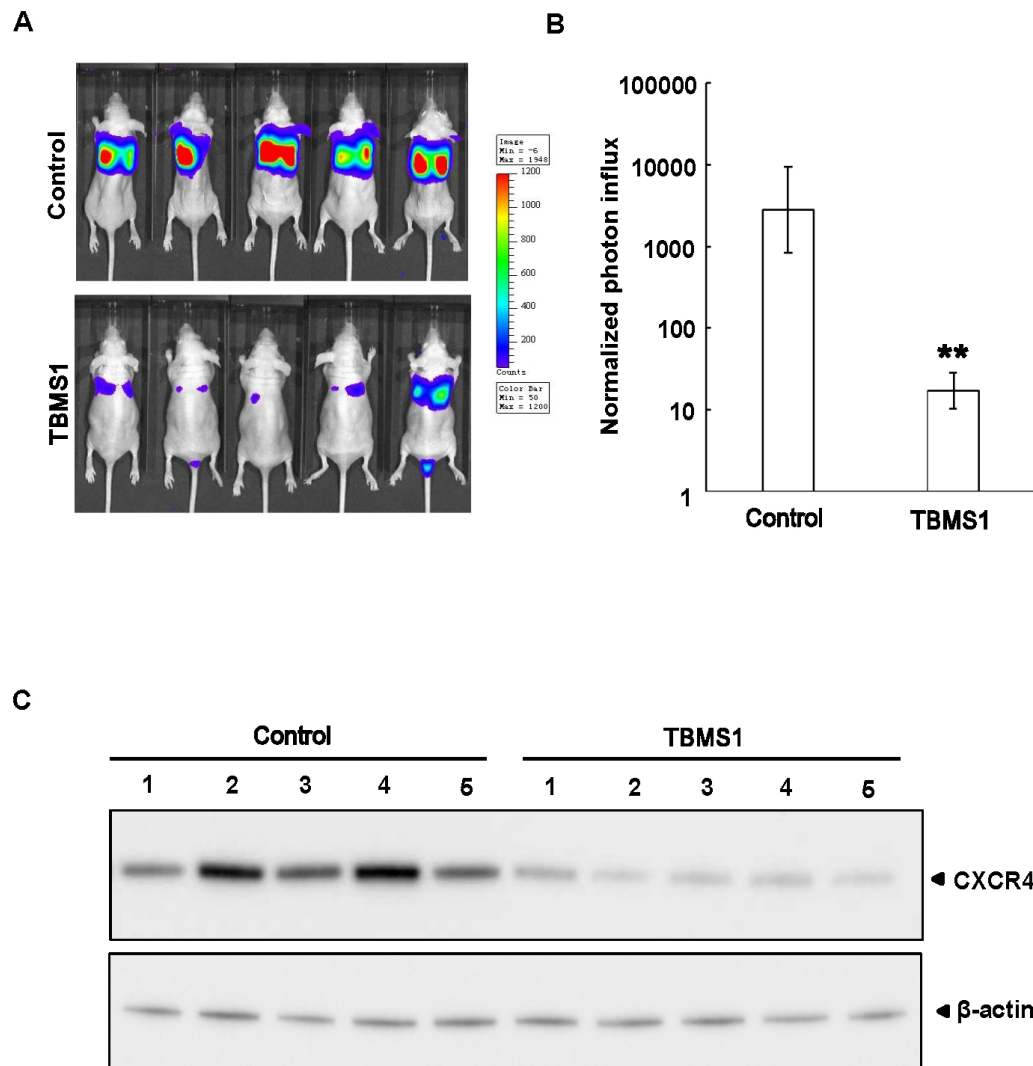 A
Control
TBMS1
Image
Min = -6
Max = 1948
1200
1000
800
600
400
200
Counts
Color Bar
Min = 50
Max = 1200
B
Normalized photon influx
100000
10000
1000
100
10
1
**
Control
TBMS1
C
Control
TBMS1
1 2 3 4 5 1 2 3 4 5
CXCR4
β-actin